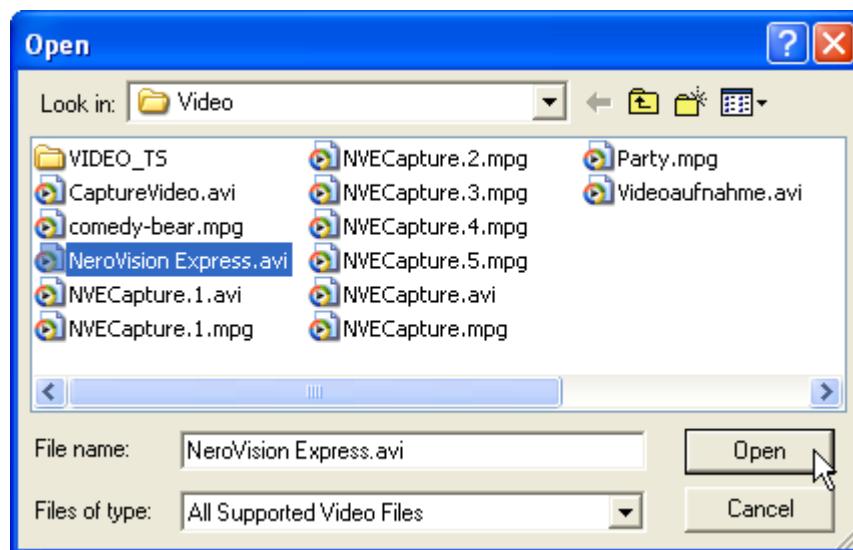 Open
Look in: Video
VIDEO_TS
CaptureVideo.avi
comedy-bear.mpg
NeroVision Express.avi
NVECapture.1.avi
NVECapture.1.mpg
NVECapture.2.mpg
NVECapture.3.mpg
NVECapture.4.mpg
NVECapture.5.mpg
NVECapture.avi
NVECapture.mpg
Party.mpg
Videoaufnahme.avi
File name: NeroVision Express.avi Open
Files of type: All Supported Video Files Cancel